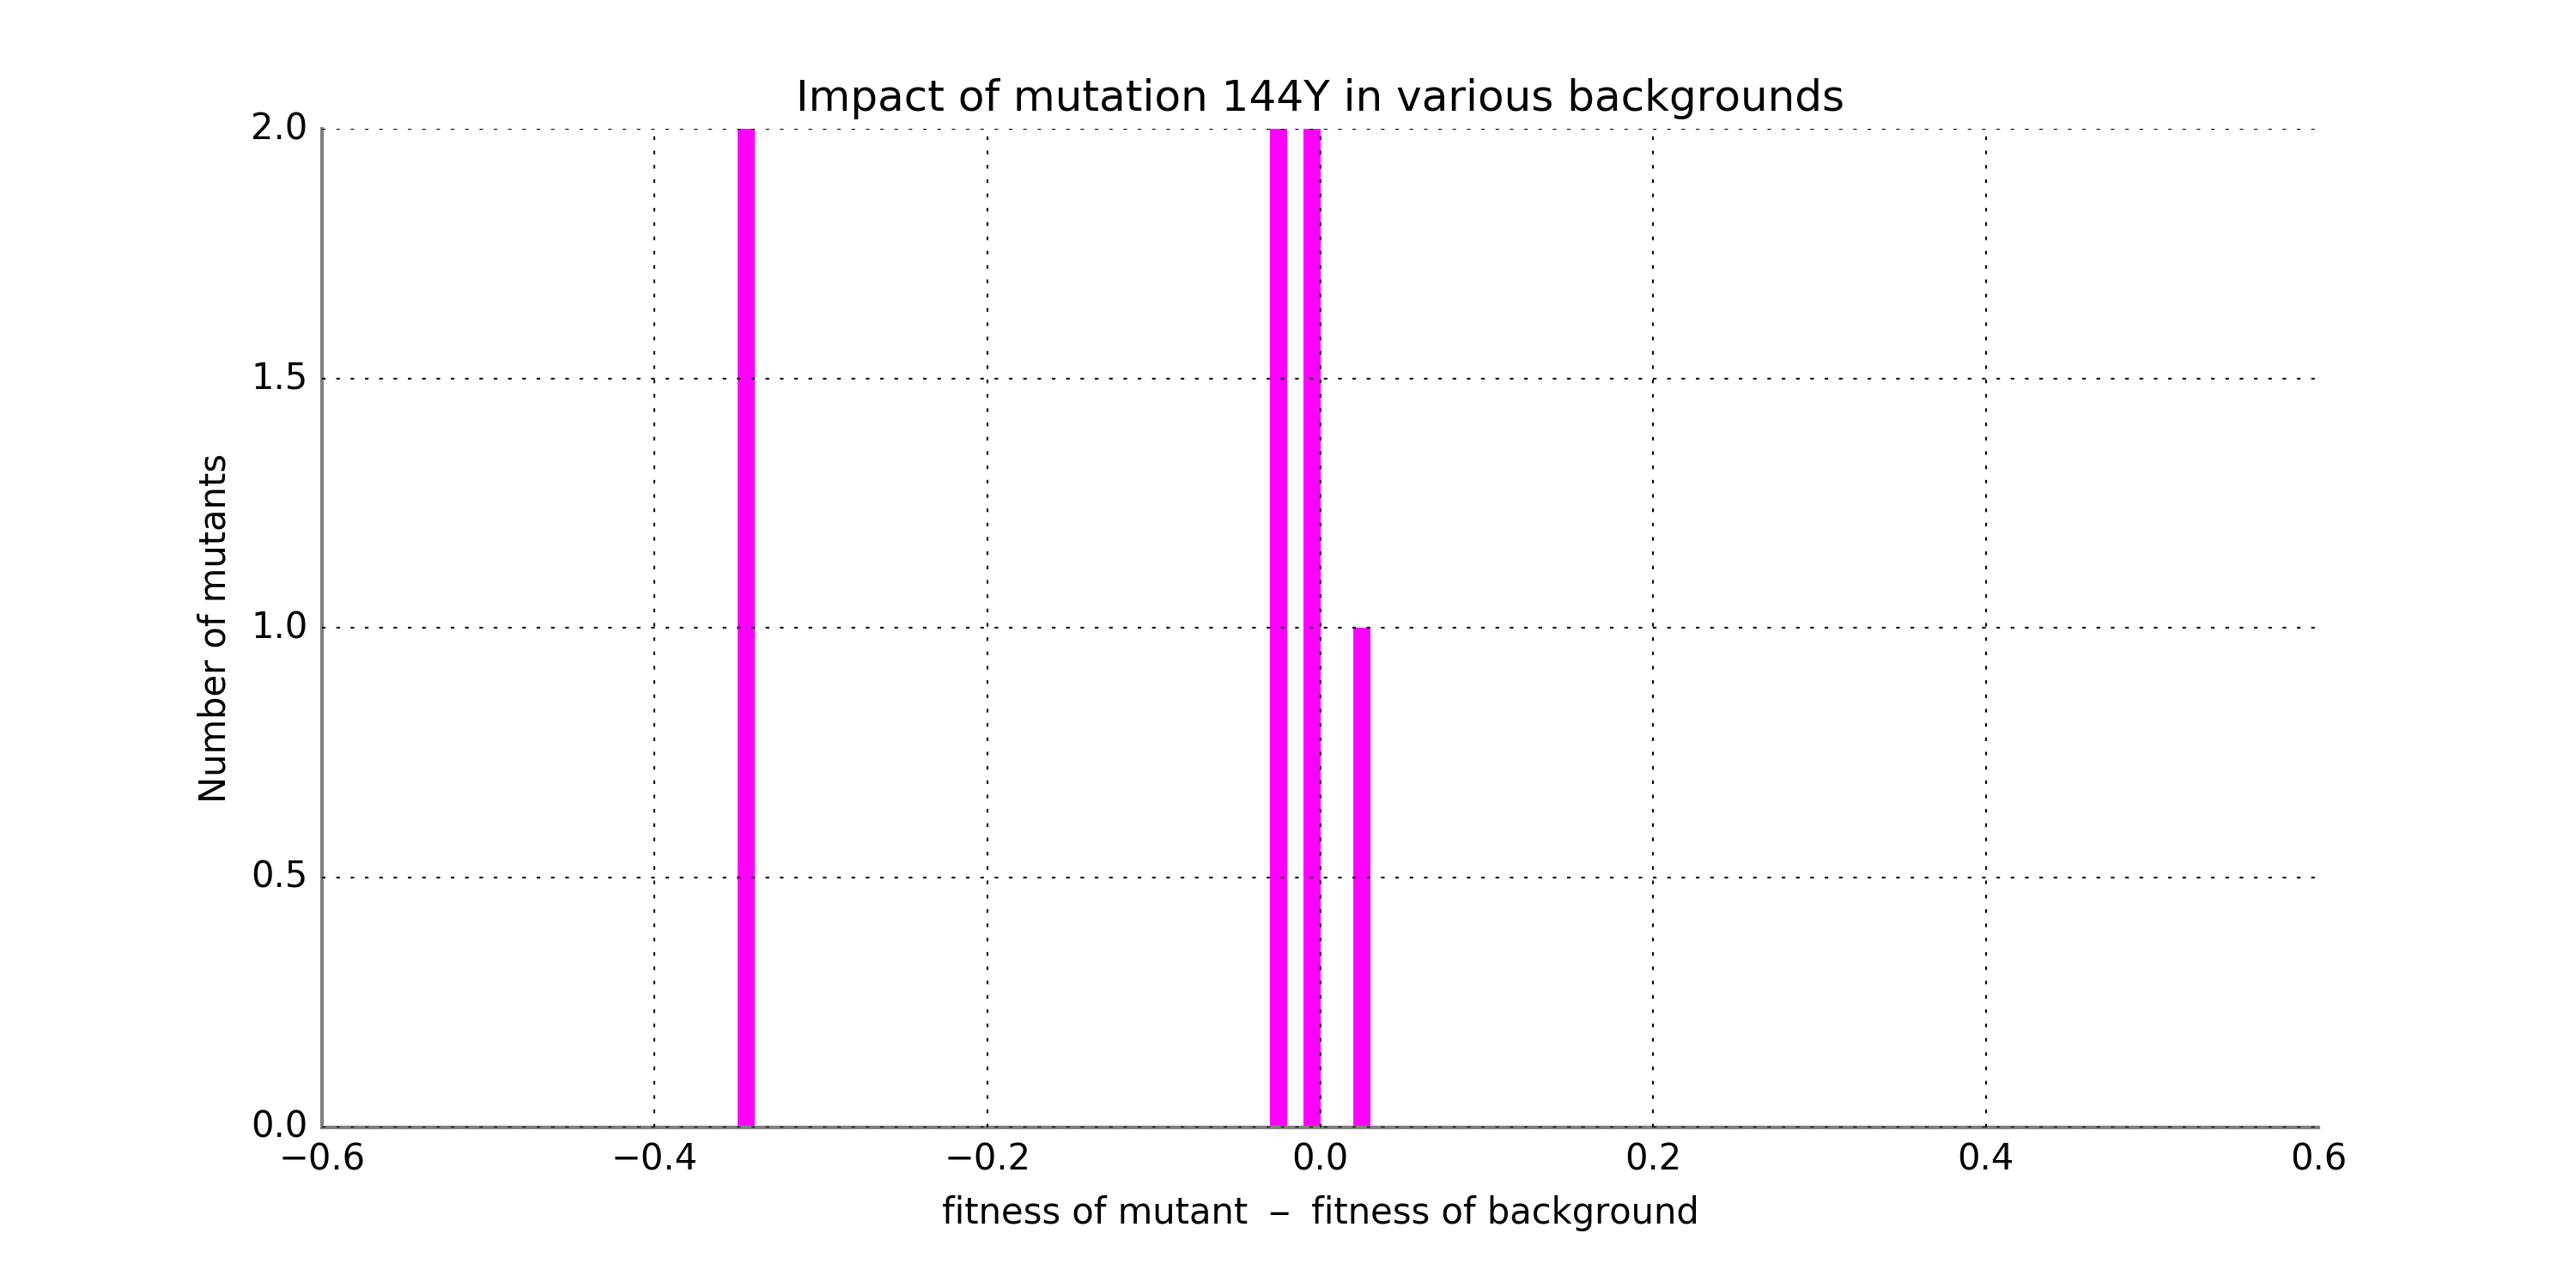 Impact of mutation 144Y in various backgrounds
2.0
1.5
1.0
0.5
0.0
Number of mutants
−0.6 −0.4 −0.2 0.0 0.2 0.4 0.6
fitness of mutant − fitness of background